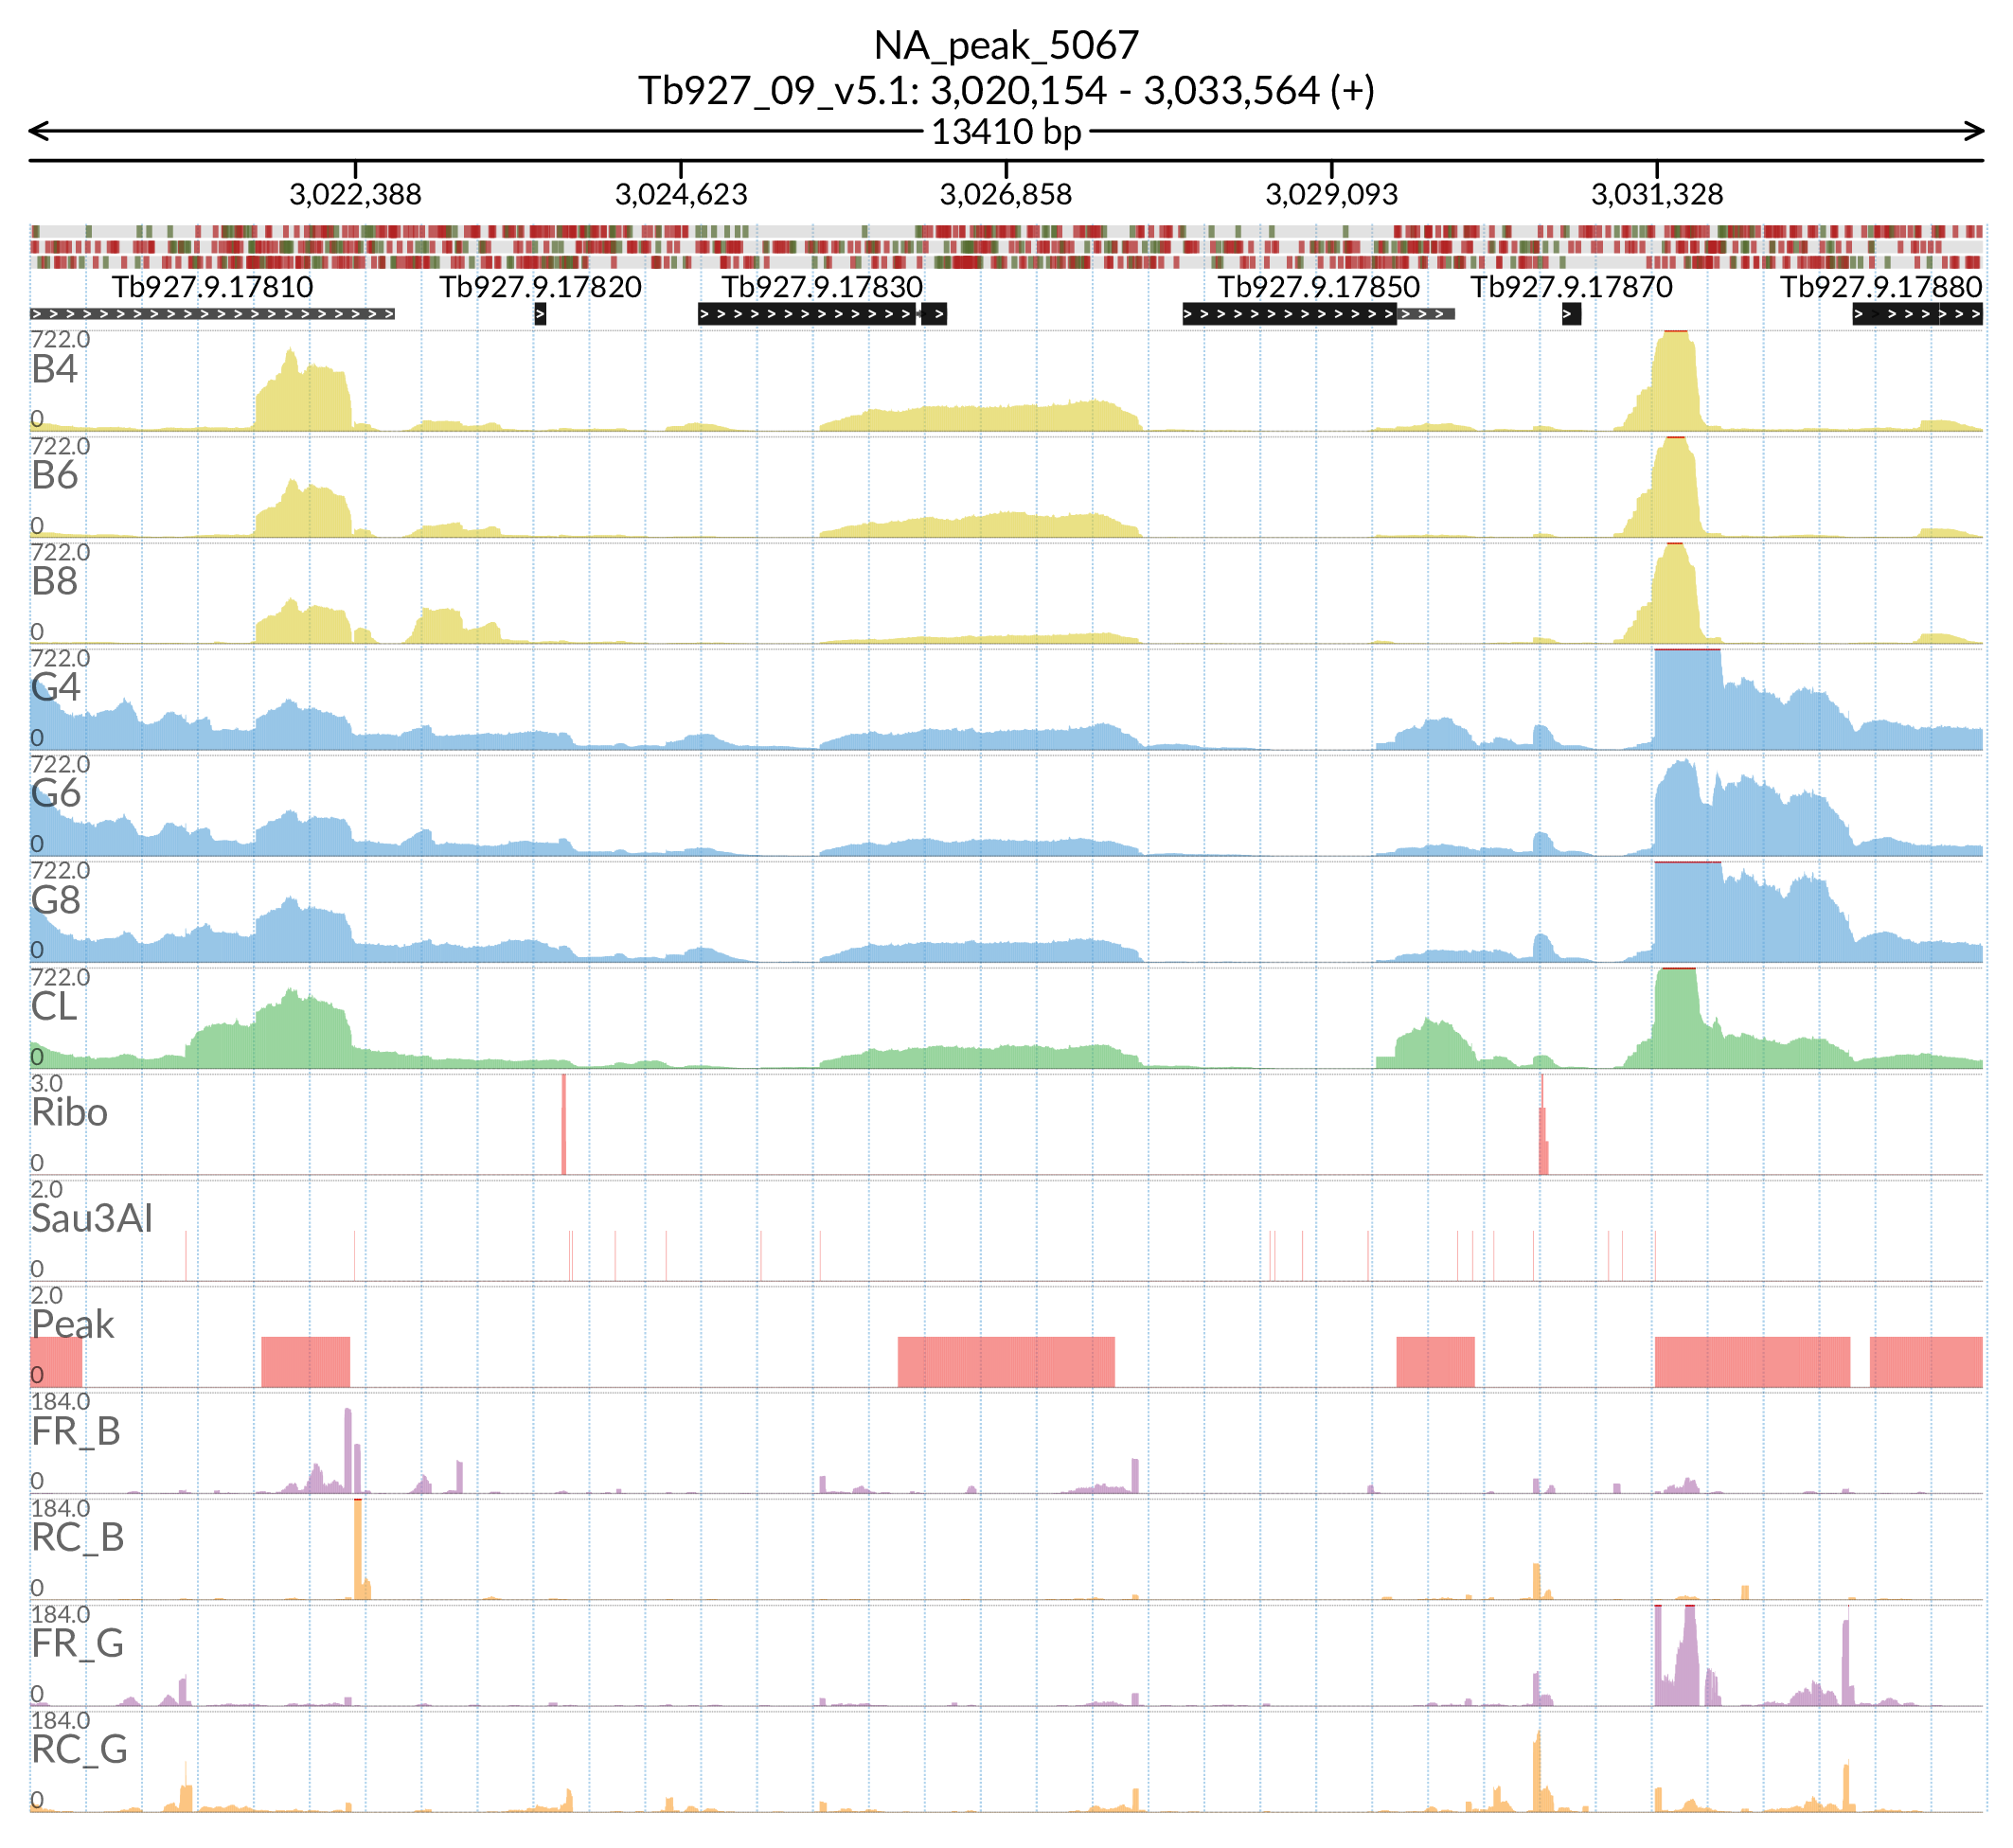 NA_peak_5067
Tb927_09_v5.1: 3,020,154 - 3,033,564 (+)
13410 bp
3,022,388 3,024,623 3,026,858 3,029,093 3,031,328
Tb927.9.17810 Tb927.9.17820 Tb927.9.17830 Tb927.9.17850 Tb927.9.17870 Tb927.9.17880
722.0
B4
0
722.0
B6
0
722.0
B8
0
722.0
G4
0
722.0
G6
0
722.0
G8
0
722.0
CL
0
3.0
Ribo
0
2.0
Sau3AI
0
2.0
Peak
0
184.0
FR_B
0
184.0
RC_B
0
184.0
FR_G
0
184.0
RC_G
0